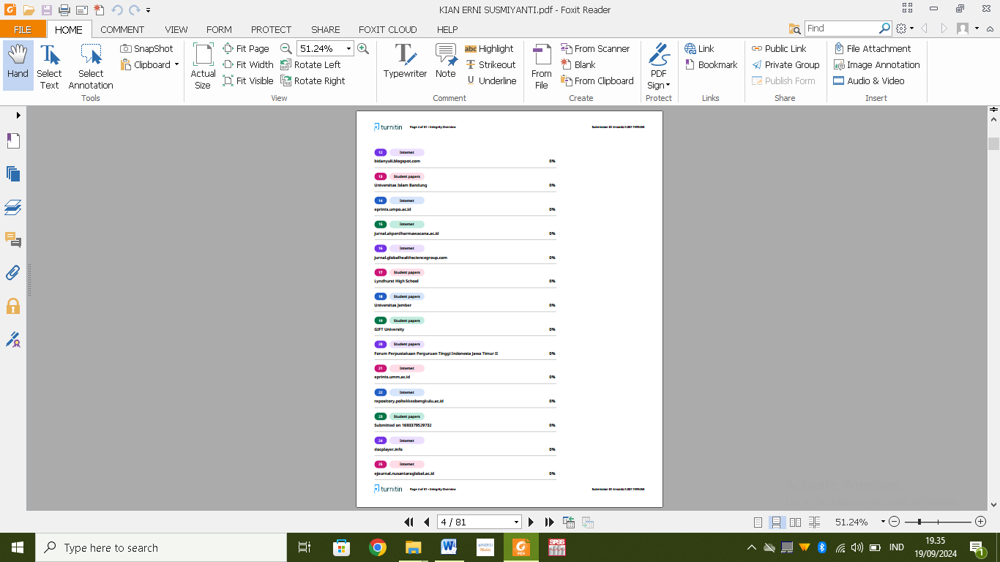 KIAN ERNI SUSMIYANTI.pdf - Foxit Reader
FILE HOME COMMENT VIEW FORM PROTECT SHARE FOXIT CLOUD HELP
Find
Hand
Select Text
Select Annotation
SnapShot
Clipboard
Tools
Actual Size
Fit Page
Fit Width
Fit Visible
51.24%
Rotate Left
Rotate Right
View
Typewriter
Note
abc Highlight
T Strikeout
U Underline
Comment
From File
From Scanner
Blank
From Clipboard
Create
PDF Sign
Protect
Link
Bookmark
Links
Public Link
Private Group
Publish Form
Share
File Attachment
Image Annotation
Audio & Video
Insert
turnitin Page 4 of 81 - Integrity Overview
12 Internet
bidanyuli.blogspot.com 0%
13 Student papers
Universitas Islam Bandung 0%
14 Internet
eprints.umpo.ac.id 0%
15 Internet
jurnal.akperdharmawacana.ac.id 0%
16 Internet
jurnal.globalhealthsciencegroup.com 0%
17 Student papers
Lyndhurst High School 0%
18 Student papers
Universitas Jember 0%
19 Student papers
GIFT University 0%
20 Student papers
Forum Perpustakaan Perguruan Tinggi Indonesia Jawa Timur II 0%
21 Internet
eprints.umm.ac.id 0%
22 Internet
repository.poltekkesbengkulu.ac.id 0%
23 Student papers
Submitted on 1693379529732 0%
24 Internet
docplayer.info 0%
25 Internet
ejournal.nusantaraglobal.ac.id 0%
turnitin Page 4 of 81 - Integrity Overview
4 / 81
51.24%
Type here to search
PDF
SPSS
IND
19.35
19/09/2024
1